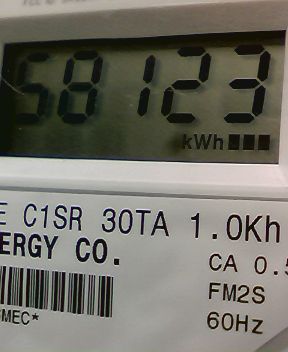 58123
kWh
E C1SR 30TA 1.0Kh
ERGY CO.
CA 0.5
FM2S
MEC*
60Hz